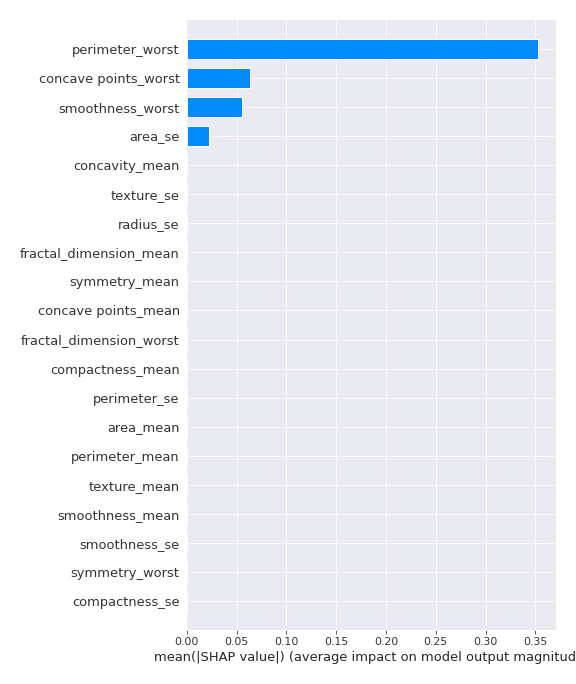 perimeter_worst
concave points_worst
smoothness_worst
area_se
concavity_mean
texture_se
radius_se
fractal_dimension_mean
symmetry_mean
concave points_mean
fractal_dimension_worst
compactness_mean
perimeter_se
area_mean
perimeter_mean
texture_mean
smoothness_mean
smoothness_se
symmetry_worst
compactness_se
0.00 0.05 0.10 0.15 0.20 0.25 0.30 0.35
mean(|SHAP value|) (average impact on model output magnitud